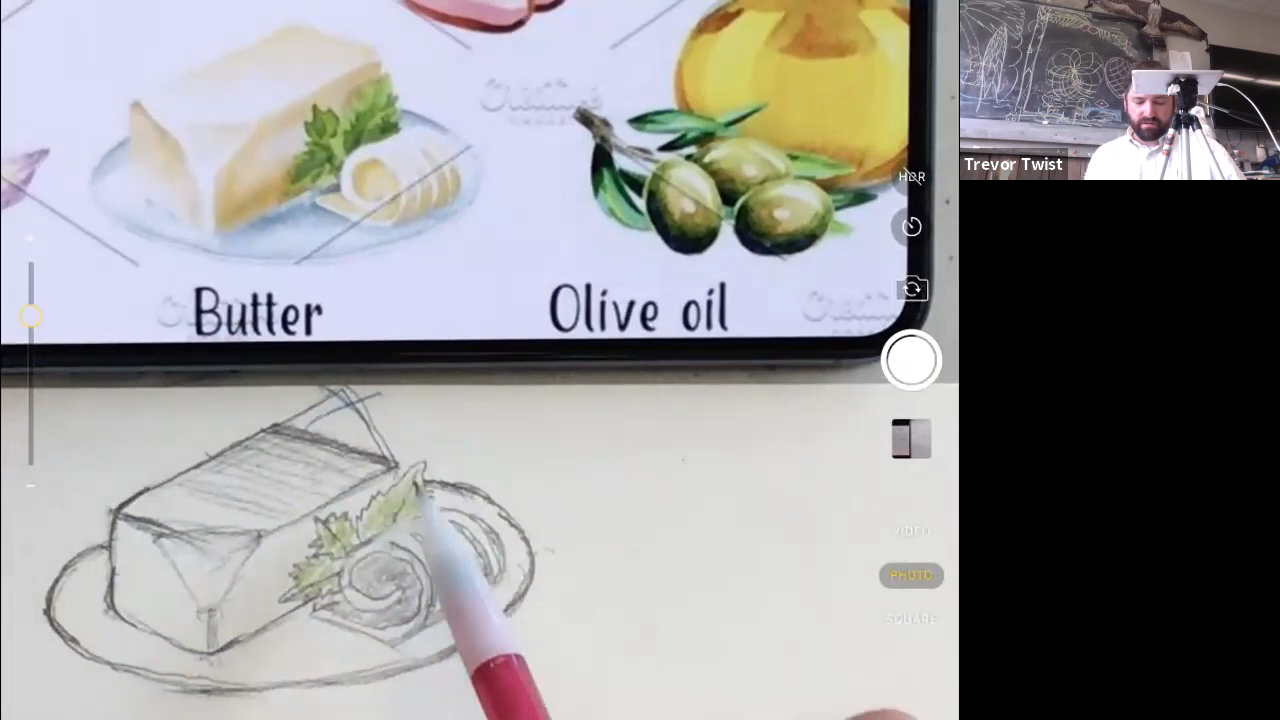 HDR
Trevor Twist
Butter
Olive oil
VIDEO
PHOTO
SQUARE